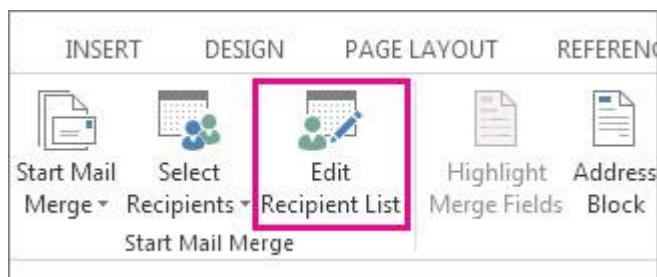 INSERT DESIGN PAGE LAYOUT
Start Mail Select Edit Highlight Address
Merge Recipients Recipient List Merge Fields Block
Start Mail Merge